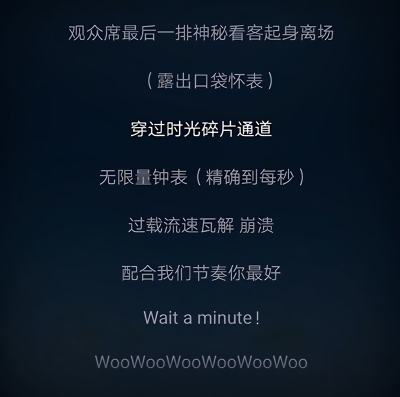 观众席最后一排神秘看客起身离场
（露出口袋怀表）
穿过时光碎片通道
无限量钟表（精确到每秒）
过载流速瓦解 崩溃
配合我们节奏你最好
Wait a minute！
WooWooWooWooWooWoo